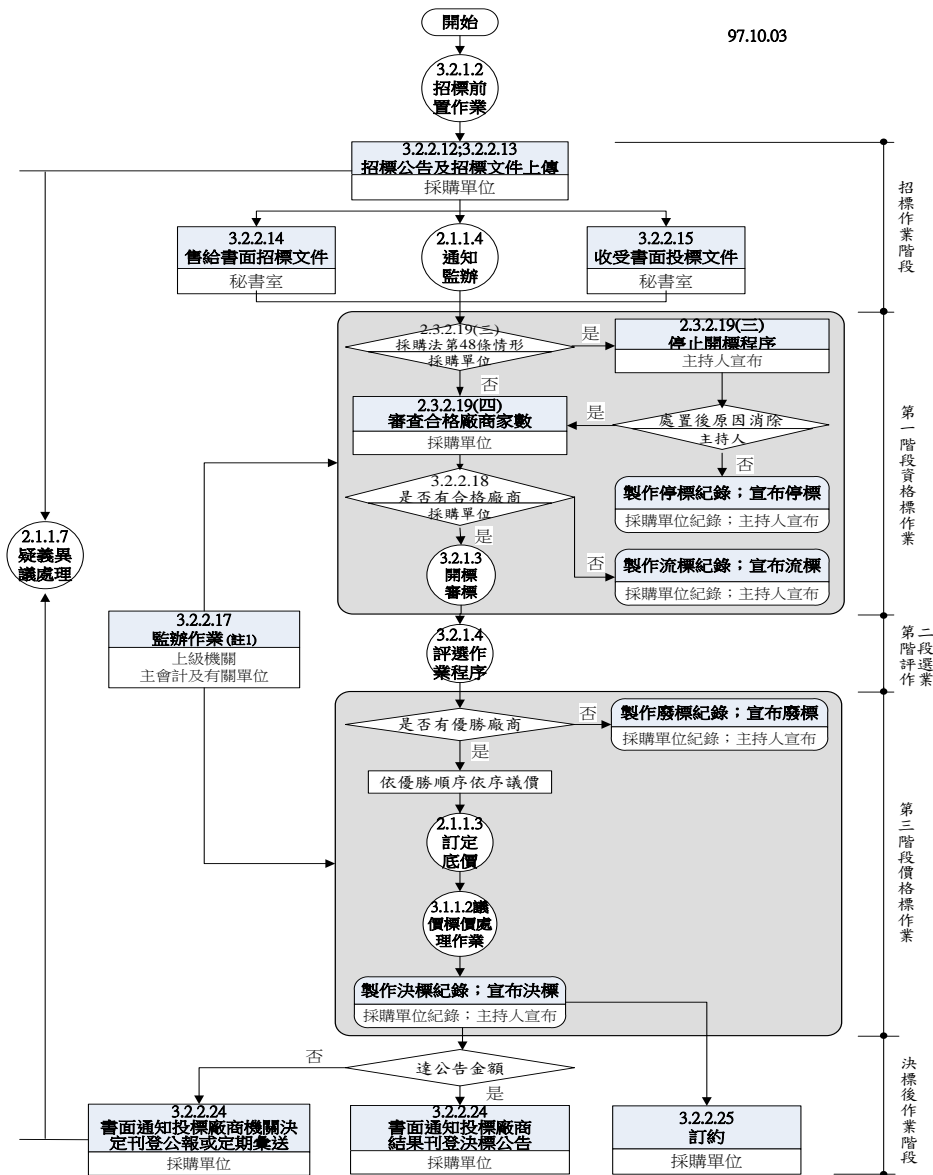 開始
97.10.03
3.2.1.2
招標前
置作業
3.2.2.12;3.2.2.13
招標公告及招標文件上傳
採購單位
招標作業階段
3.2.2.14
售給書面招標文件
秘書室
2.1.1.4
通知
監辦
3.2.2.15
收受書面投標文件
秘書室
2.3.2.19(三)
採購法第48條情形
採購單位
是
否
2.3.2.19(三)
停止開標程序
主持人宣布
2.3.2.19(四)
審查合格廠商家數
採購單位
是
處置後原因消除
主持人
否
第一階段資格標作業
3.2.2.18
是否有合格廠商
採購單位
是
否
製作停標紀錄；宣布停標
採購單位紀錄；主持人宣布
3.2.1.3
開標
審標
製作流標紀錄；宣布流標
採購單位紀錄；主持人宣布
2.1.1.7
疑義異
議處理
3.2.2.17
監辦作業(註1)
上級機關
主會計及有關單位
3.2.1.4
評選作
業程序
第二階段評選作業
是否有優勝廠商
否
是
製作廢標紀錄；宣布廢標
採購單位紀錄；主持人宣布
依優勝順序依序議價
2.1.1.3
訂定
底價
第三階段價格標作業
3.1.1.2議
價標價處
理作業
製作決標紀錄；宣布決標
採購單位紀錄；主持人宣布
否
達公告金額
是
決標後作業階段
3.2.2.24
書面通知投標廠商機關決
定刊登公報或定期彙送
採購單位
3.2.2.24
書面通知投標廠商
結果刊登決標公告
採購單位
3.2.2.25
訂約
採購單位